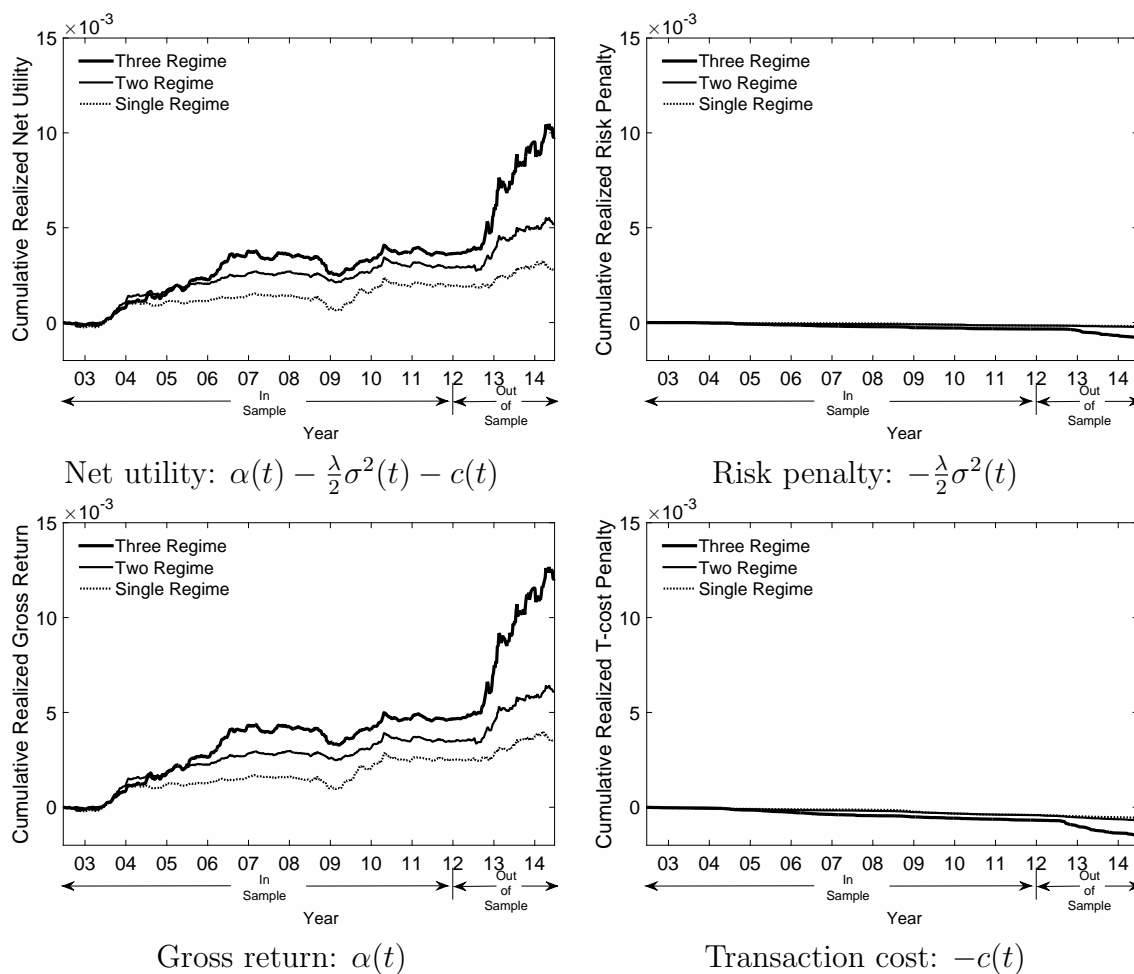 ×10⁻³
15
10
5
0
Cumulative Realized Net Utility
Three Regime
Two Regime
Single Regime
03 04 05 06 07 08 09 10 11 12 13 14
In
Sample
Out
of
Sample
Year
Net utility: α(t) − λ/2 σ²(t) − c(t)
×10⁻³
15
10
5
0
Cumulative Realized Risk Penalty
Three Regime
Two Regime
Single Regime
03 04 05 06 07 08 09 10 11 12 13 14
In
Sample
Out
of
Sample
Year
Risk penalty: −λ/2 σ²(t)
×10⁻³
15
10
5
0
Cumulative Realized Gross Return
Three Regime
Two Regime
Single Regime
03 04 05 06 07 08 09 10 11 12 13 14
In
Sample
Out
of
Sample
Year
Gross return: α(t)
×10⁻³
15
10
5
0
Cumulative Realized T-cost Penalty
Three Regime
Two Regime
Single Regime
03 04 05 06 07 08 09 10 11 12 13 14
In
Sample
Out
of
Sample
Year
Transaction cost: −c(t)